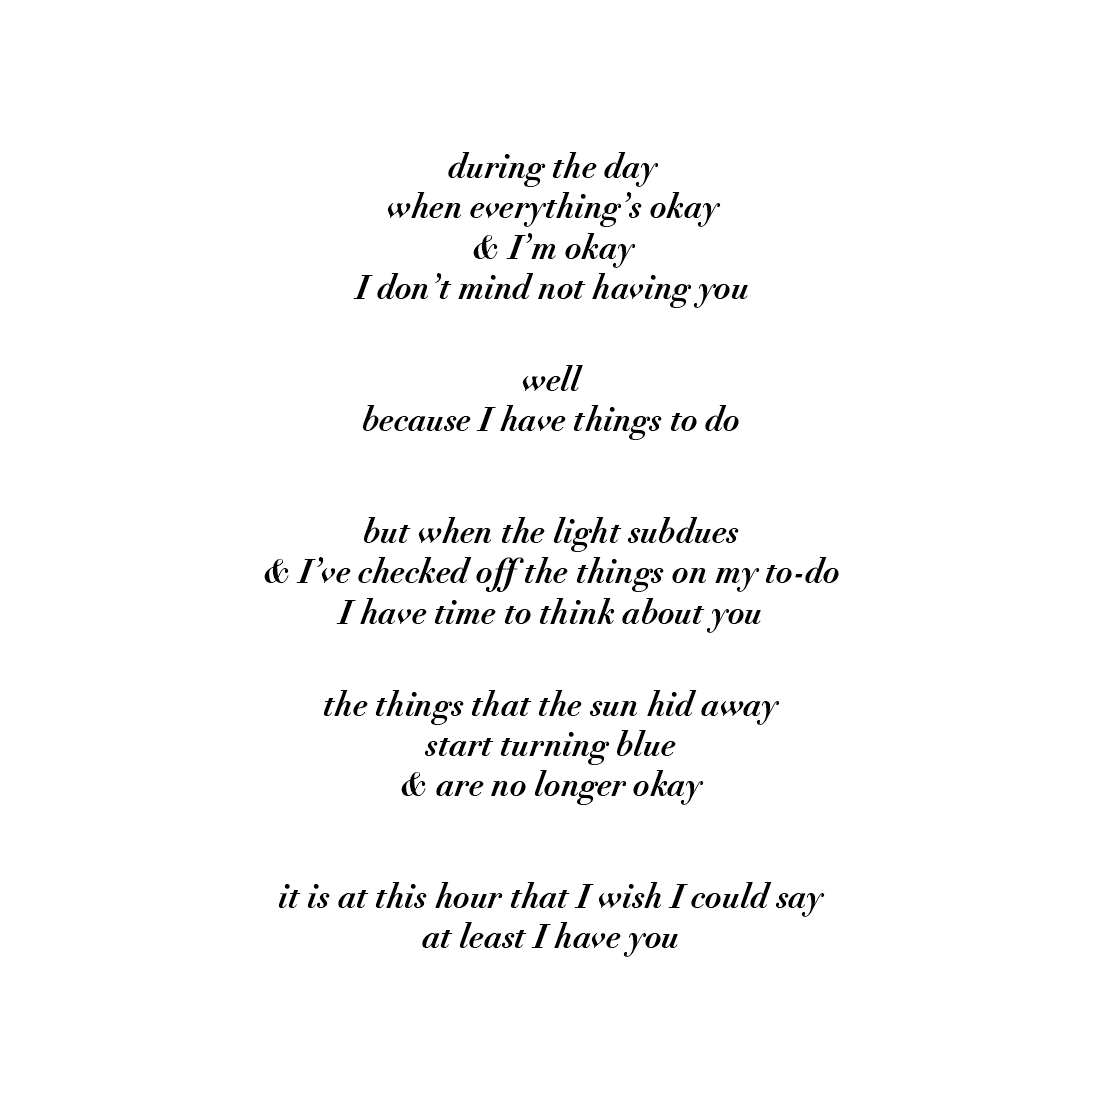 during the day
when everything’s okay
& I’m okay
I don’t mind not having you
well
because I have things to do
but when the light subdues
& I’ve checked off the things on my to-do
I have time to think about you
the things that the sun hid away
start turning blue
& are no longer okay
it is at this hour that I wish I could say
at least I have you